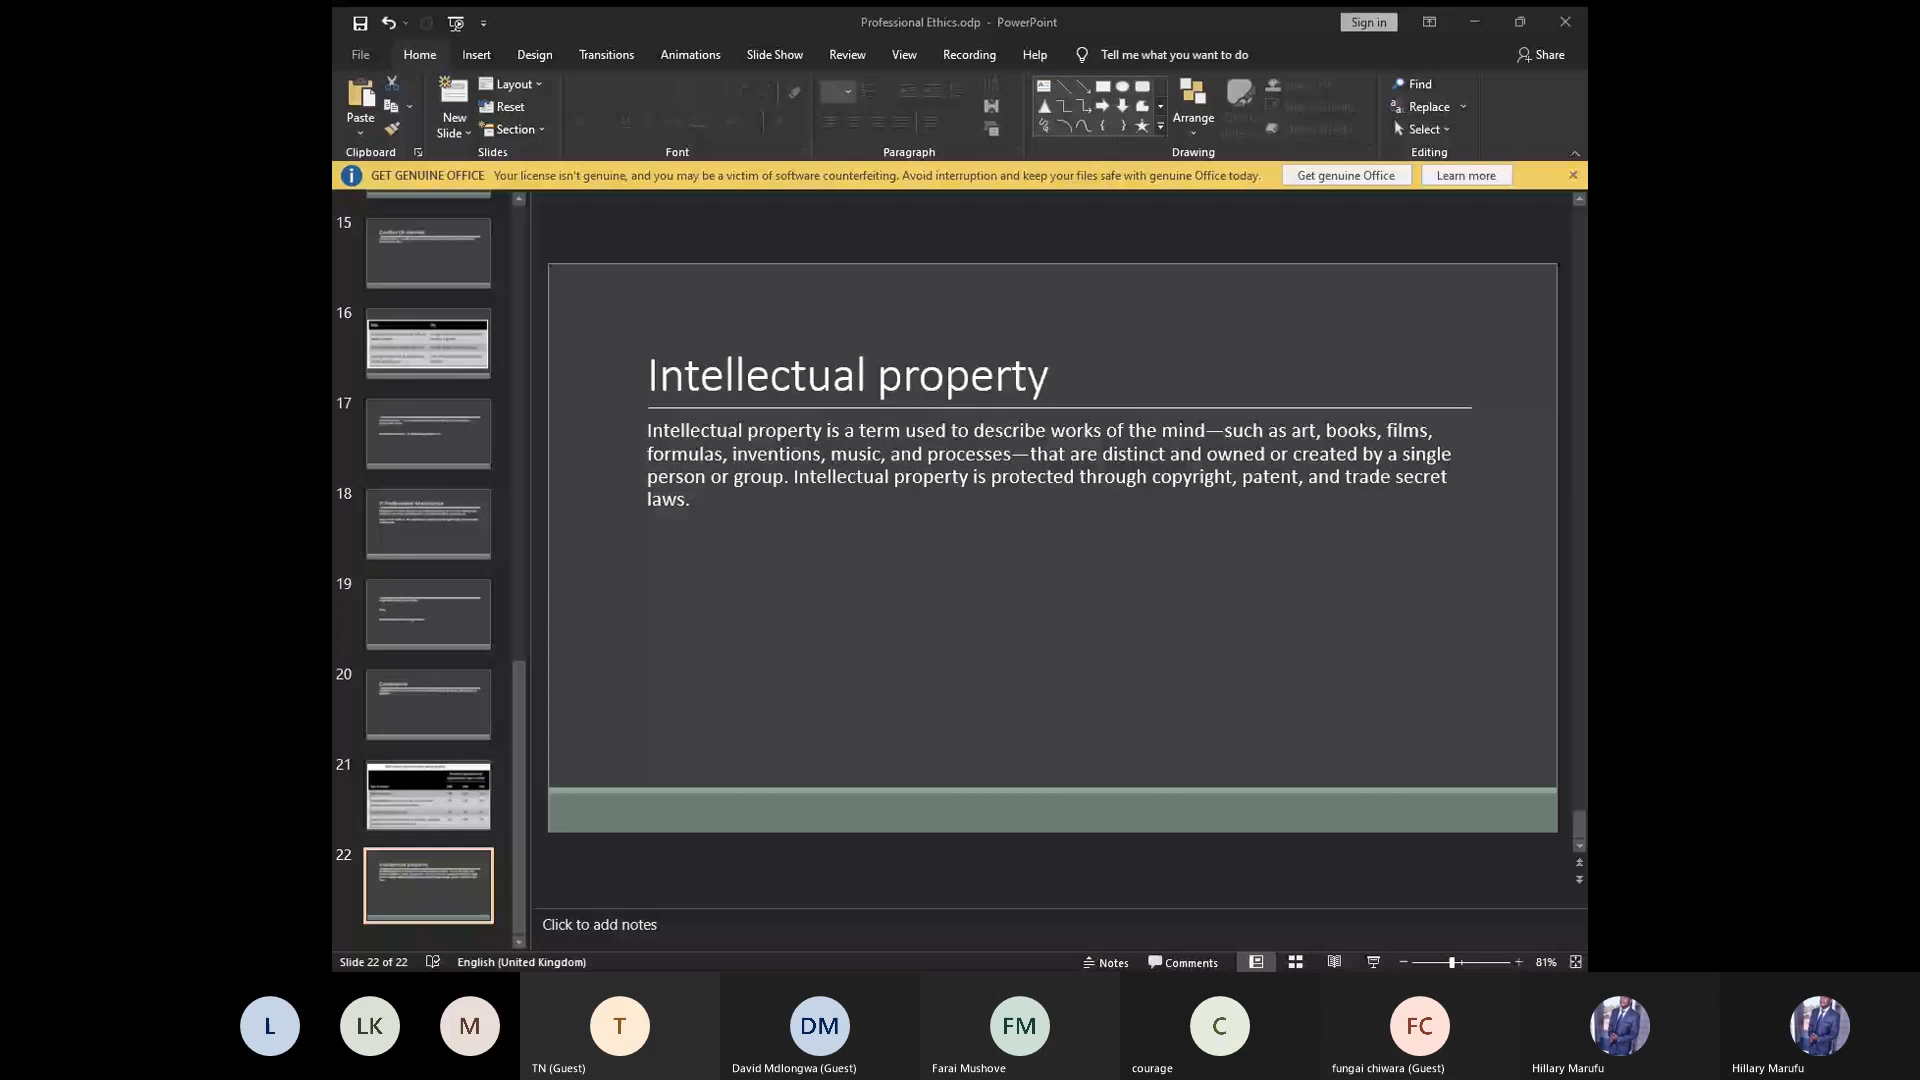 Professional Ethics.odp - PowerPoint
Sign in
File Home Insert Design Transitions Animations Slide Show Review View Recording Help Tell me what you want to do Share
Paste
Clipboard
New
Slide
Layout
Reset
Section
Slides
Font
Paragraph
Arrange
Drawing
Find
Replace
Select
Editing
GET GENUINE OFFICE Your license isn't genuine, and you may be a victim of software counterfeiting. Avoid interruption and keep your files safe with genuine Office today. Get genuine Office Learn more
15
16
17
18
19
20
21
22
Intellectual property
Intellectual property is a term used to describe works of the mind—such as art, books, films,
formulas, inventions, music, and processes—that are distinct and owned or created by a single
person or group. Intellectual property is protected through copyright, patent, and trade secret
laws.
Click to add notes
Slide 22 of 22 English (United Kingdom) Notes Comments 81%
L LK M T DM FM C FC
TN (Guest) David Mdlongwa (Guest) Farai Mushove courage fungai chiwara (Guest) Hillary Marufu Hillary Marufu